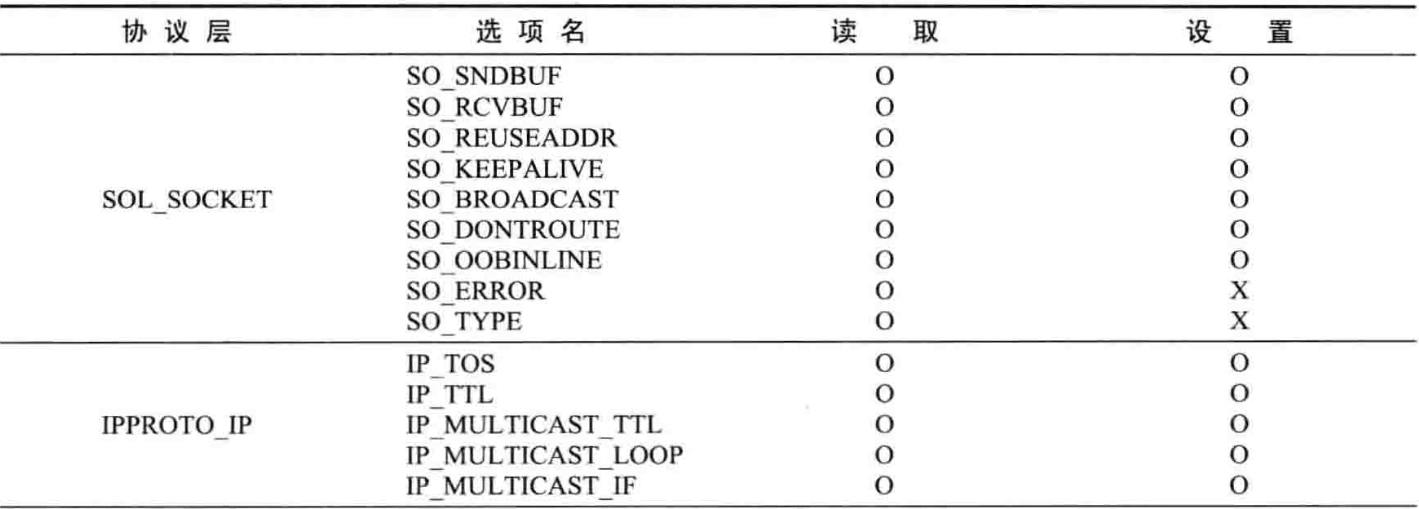 协议层 选项名 读取 设置
SO_SNDBUF O O
SO_RCVBUF O O
SO_REUSEADDR O O
SO_KEEPALIVE O O
SOL_SOCKET SO_BROADCAST O O
SO_DONTROUTE O O
SO_OOBINLINE O O
SO_ERROR O X
SO_TYPE O X
IP_TOS O O
IP_TTL O O
IPPROTO_IP IP_MULTICAST_TTL O O
IP_MULTICAST_LOOP O O
IP_MULTICAST_IF O O